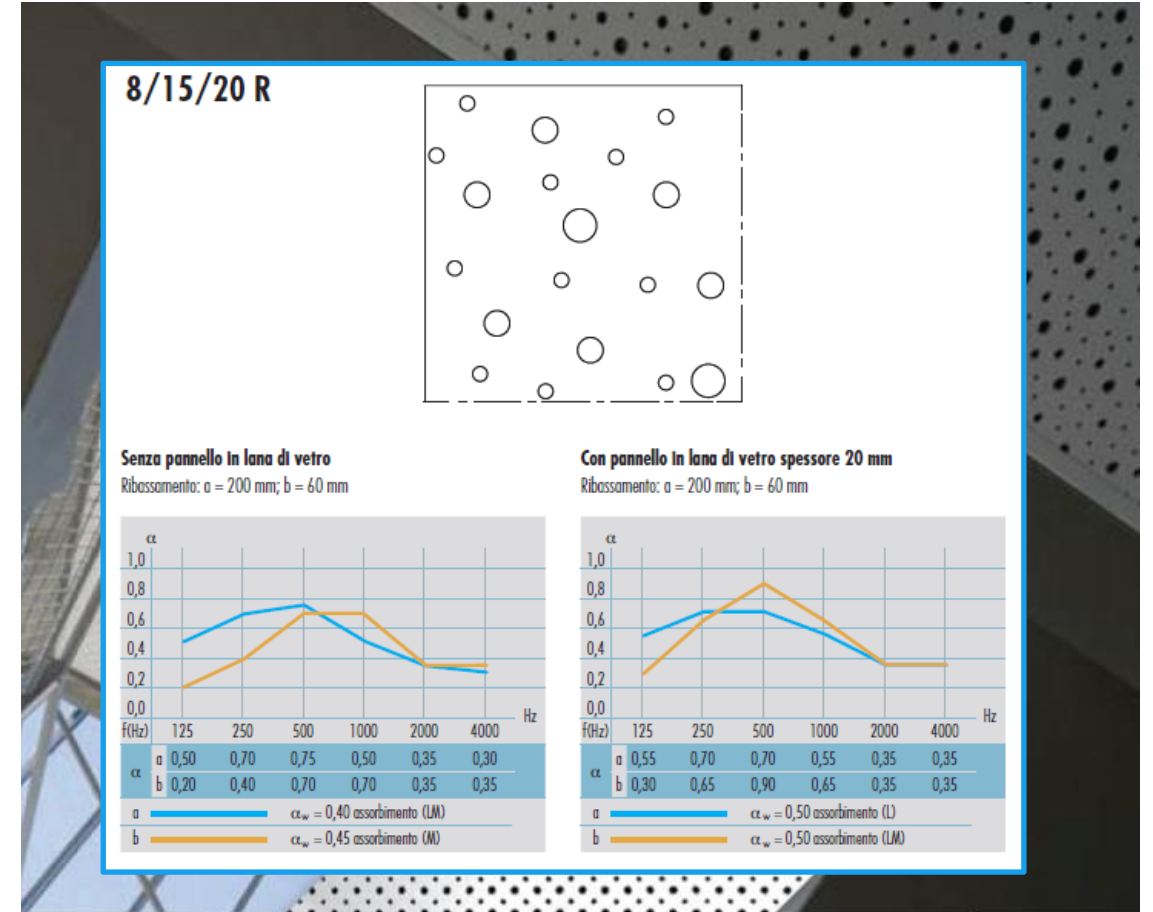 8/15/20 R
Senza pannello in lana di vetro
Ribassamento: a = 200 mm; b = 60 mm
α
1,0
0,8
0,6
0,4
0,2
0,0
Hz
f(Hz) 125 250 500 1000 2000 4000
α
a 0,50 0,70 0,75 0,50 0,35 0,30
b 0,20 0,40 0,70 0,70 0,35 0,35
a αw = 0,40 assorbimento (LM)
b αw = 0,45 assorbimento (M)
Con pannello in lana di vetro spessore 20 mm
Ribassamento: a = 200 mm; b = 60 mm
α
1,0
0,8
0,6
0,4
0,2
0,0
Hz
f(Hz) 125 250 500 1000 2000 4000
α
a 0,55 0,70 0,70 0,55 0,35 0,35
b 0,30 0,65 0,90 0,65 0,35 0,35
a αw = 0,50 assorbimento (L)
b αw = 0,50 assorbimento (LM)